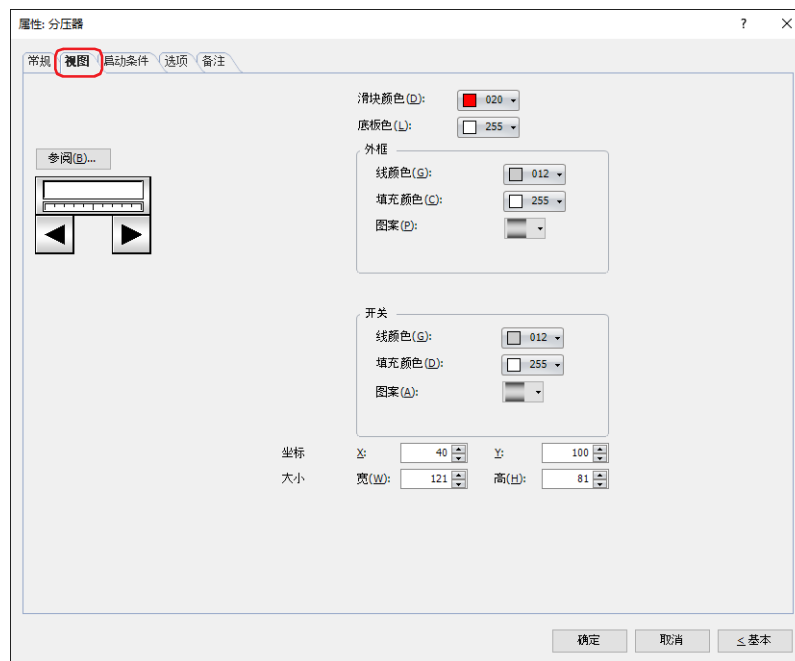 属性: 分压器
? ×
常规 视图 启动条件 选项 备注
滑块颜色(D): 020
底板色(L): 255
参阅(B)...
外框
线颜色(G): 012
填充颜色(C): 255
图案(P):
开关
线颜色(G): 012
填充颜色(D): 255
图案(A):
坐标 X: 40 Y: 100
大小 宽(W): 121 高(H): 81
确定 取消 < 基本